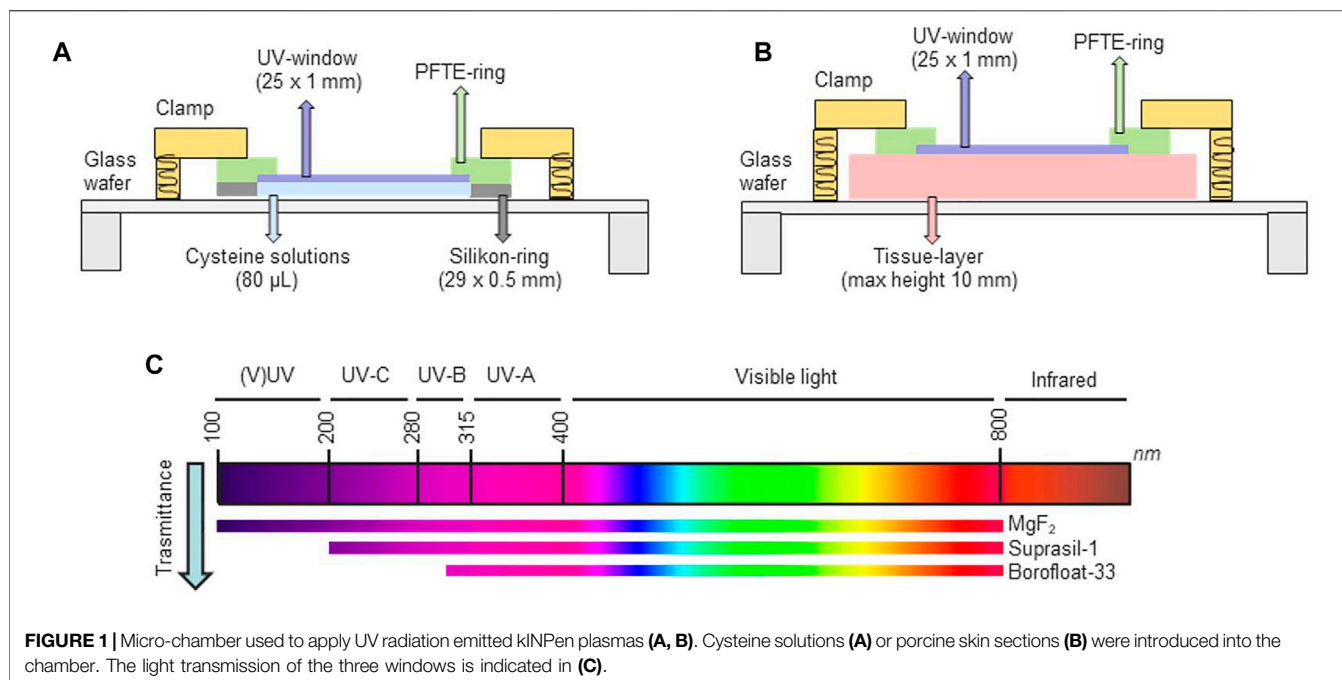 A
UV-window
(25 x 1 mm)
PFTE-ring
Clamp
Glass
wafer
Cysteine solutions
(80 µL)
Silikon-ring
(29 x 0.5 mm)
B
UV-window
(25 x 1 mm)
PFTE-ring
Clamp
Glass
wafer
Tissue-layer
(max height 10 mm)
C
(V)UV
UV-C
UV-B
UV-A
Visible light
Infrared
100
200
280
315
400
800
nm
Trasmittance
MgF₂
Suprasil-1
Borofloat-33
FIGURE 1 | Micro-chamber used to apply UV radiation emitted kINPen plasmas (A, B). Cysteine solutions (A) or porcine skin sections (B) were introduced into the
chamber. The light transmission of the three windows is indicated in (C).